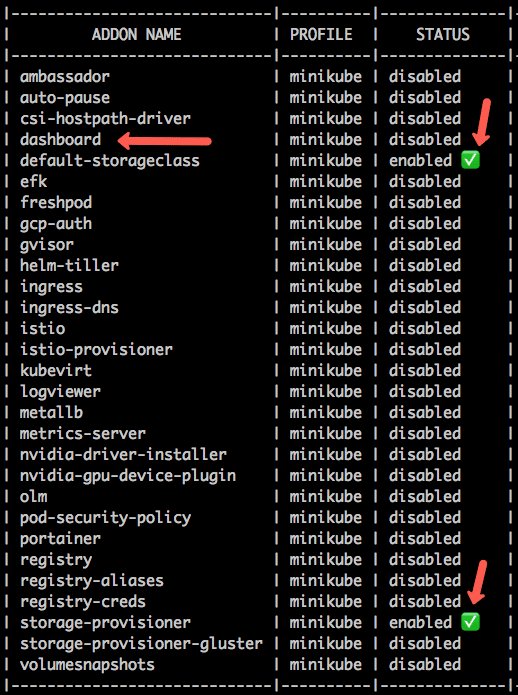 |----------------------------|----------|--------------|
| ADDON NAME | PROFILE | STATUS |
|----------------------------|----------|--------------|
| ambassador | minikube | disabled |
| auto-pause | minikube | disabled |
| csi-hostpath-driver | minikube | disabled |
| dashboard | minikube | disabled |
| default-storageclass | minikube | enabled ✅ |
| efk | minikube | disabled |
| freshpod | minikube | disabled |
| gcp-auth | minikube | disabled |
| gvisor | minikube | disabled |
| helm-tiller | minikube | disabled |
| ingress | minikube | disabled |
| ingress-dns | minikube | disabled |
| istio | minikube | disabled |
| istio-provisioner | minikube | disabled |
| kubevirt | minikube | disabled |
| logviewer | minikube | disabled |
| metallb | minikube | disabled |
| metrics-server | minikube | disabled |
| nvidia-driver-installer | minikube | disabled |
| nvidia-gpu-device-plugin | minikube | disabled |
| olm | minikube | disabled |
| pod-security-policy | minikube | disabled |
| portainer | minikube | disabled |
| registry | minikube | disabled |
| registry-aliases | minikube | disabled |
| registry-creds | minikube | disabled |
| storage-provisioner | minikube | enabled ✅ |
| storage-provisioner-gluster | minikube | disabled |
| volumesnapshots | minikube | disabled |
|----------------------------|----------|--------------|